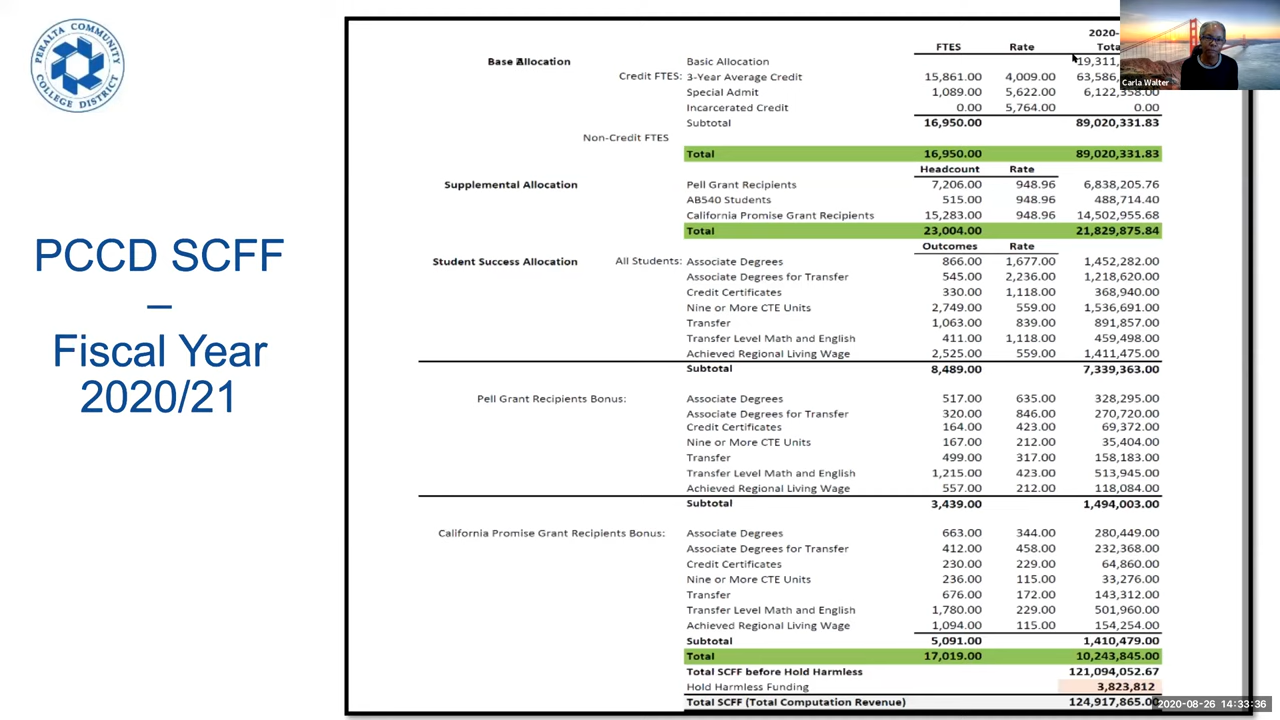 PERALTA COMMUNITY
COLLEGE DISTRICT
PCCD SCFF
–
Fiscal Year
2020/21
2020-
FTES Rate Tota
Base Allocation Basic Allocation 19,311,
Credit FTES: 3-Year Average Credit 15,861.00 4,009.00 63,586,
Special Admit 1,089.00 5,622.00 6,122,358.00
Incarcerated Credit 0.00 5,764.00 0.00
Subtotal 16,950.00 89,020,331.83
Non-Credit FTES
Total 16,950.00 89,020,331.83
Headcount Rate
Supplemental Allocation Pell Grant Recipients 7,206.00 948.96 6,838,205.76
AB540 Students 515.00 948.96 488,714.40
California Promise Grant Recipients 15,283.00 948.96 14,502,955.68
Total 23,004.00 21,829,875.84
Outcomes Rate
Student Success Allocation All Students: Associate Degrees 866.00 1,677.00 1,452,282.00
Associate Degrees for Transfer 545.00 2,236.00 1,218,620.00
Credit Certificates 330.00 1,118.00 368,940.00
Nine or More CTE Units 2,749.00 559.00 1,536,691.00
Transfer 1,063.00 839.00 891,857.00
Transfer Level Math and English 411.00 1,118.00 459,498.00
Achieved Regional Living Wage 2,525.00 559.00 1,411,475.00
Subtotal 8,489.00 7,339,363.00
Pell Grant Recipients Bonus: Associate Degrees 517.00 635.00 328,295.00
Associate Degrees for Transfer 320.00 846.00 270,720.00
Credit Certificates 164.00 423.00 69,372.00
Nine or More CTE Units 167.00 212.00 35,404.00
Transfer 499.00 317.00 158,183.00
Transfer Level Math and English 1,215.00 423.00 513,945.00
Achieved Regional Living Wage 557.00 212.00 118,084.00
Subtotal 3,439.00 1,494,003.00
California Promise Grant Recipients Bonus: Associate Degrees 663.00 344.00 280,449.00
Associate Degrees for Transfer 412.00 458.00 232,368.00
Credit Certificates 230.00 229.00 64,860.00
Nine or More CTE Units 236.00 115.00 33,276.00
Transfer 676.00 172.00 143,312.00
Transfer Level Math and English 1,780.00 229.00 501,960.00
Achieved Regional Living Wage 1,094.00 115.00 154,254.00
Subtotal 5,091.00 1,410,479.00
Total 17,019.00 10,243,845.00
Total SCFF before Hold Harmless 121,094,052.67
Hold Harmless Funding 3,823,812
Total SCFF (Total Computation Revenue) 124,917,865.00
Carla Walter
2020-08-26 14:33:36